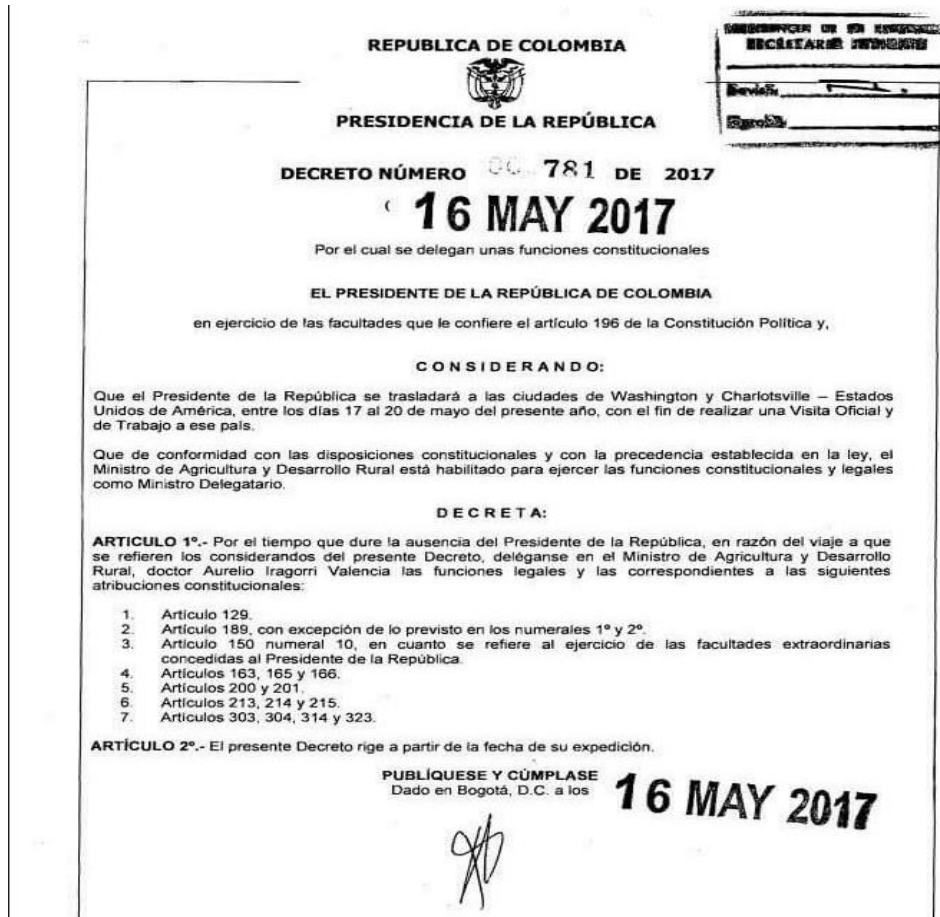 REPUBLICA DE COLOMBIA
PRESIDENCIA DE LA REPÚBLICA
DECRETO NÚMERO 781 DE 2017
16 MAY 2017
Por el cual se delegan unas funciones constitucionales
EL PRESIDENTE DE LA REPÚBLICA DE COLOMBIA
en ejercicio de las facultades que le confiere el artículo 196 de la Constitución Política y,
CONSIDERANDO:
Que el Presidente de la República se trasladará a las ciudades de Washington y Charlotsville – Estados
Unidos de América, entre los días 17 al 20 de mayo del presente año, con el fin de realizar una Visita Oficial y
de Trabajo a ese país.
Que de conformidad con las disposiciones constitucionales y con la precedencia establecida en la ley, el
Ministro de Agricultura y Desarrollo Rural está habilitado para ejercer las funciones constitucionales y legales
como Ministro Delegatario.
DECRETA:
ARTICULO 1º.- Por el tiempo que dure la ausencia del Presidente de la República, en razón del viaje a que
se refieren los considerandos del presente Decreto, deléganse en el Ministro de Agricultura y Desarrollo
Rural, doctor Aurelio Iragorri Valencia las funciones legales y las correspondientes a las siguientes
atribuciones constitucionales:
1. Artículo 129.
2. Artículo 189, con excepción de lo previsto en los numerales 1º y 2º.
3. Artículo 150 numeral 10, en cuanto se refiere al ejercicio de las facultades extraordinarias
concedidas al Presidente de la República.
4. Artículos 163, 165 y 166.
5. Artículos 200 y 201.
6. Artículos 213, 214 y 215.
7. Artículos 303, 304, 314 y 323.
ARTÍCULO 2º.- El presente Decreto rige a partir de la fecha de su expedición.
PUBLÍQUESE Y CÚMPLASE
Dado en Bogotá, D.C. a los
16 MAY 2017